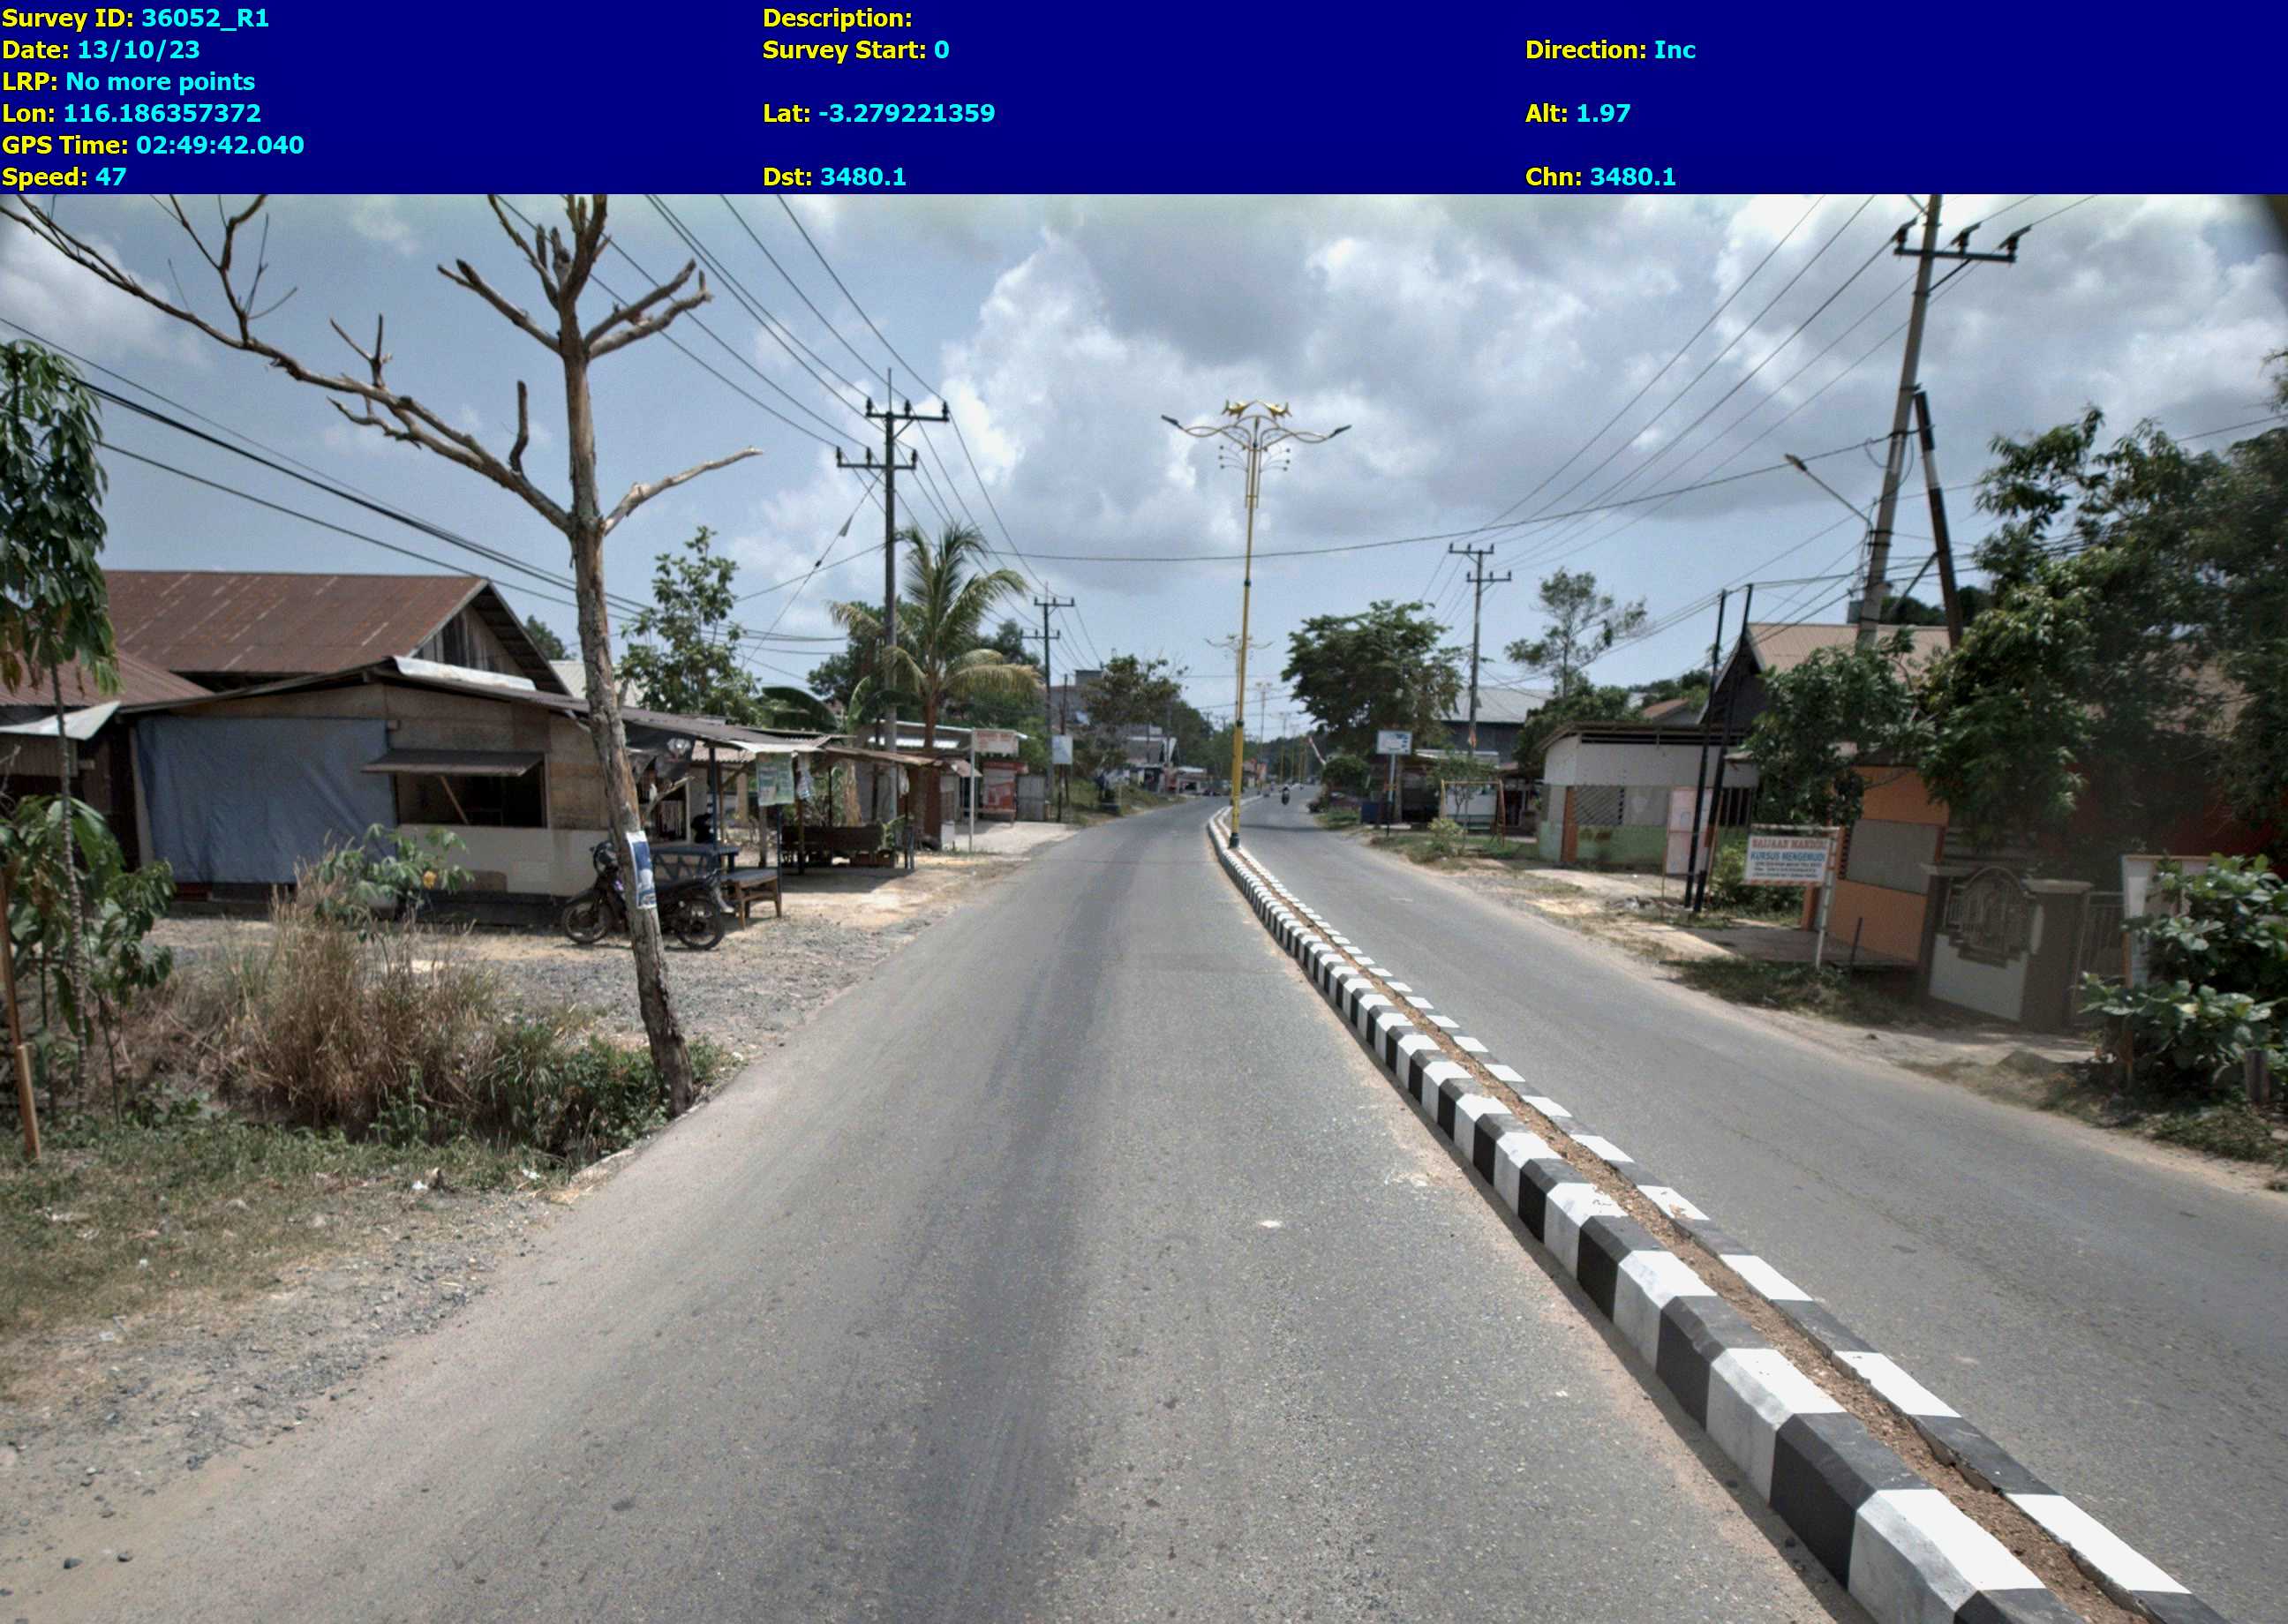 Survey ID: 36052_R1
Description:
Date: 13/10/23
Survey Start: 0
Direction: Inc
LRP: No more points
Lon: 116.186357372
Lat: -3.279221359
Alt: 1.97
GPS Time: 02:49:42.040
Speed: 47
Dst: 3480.1
Chn: 3480.1
KURSUS MENGEMUDI